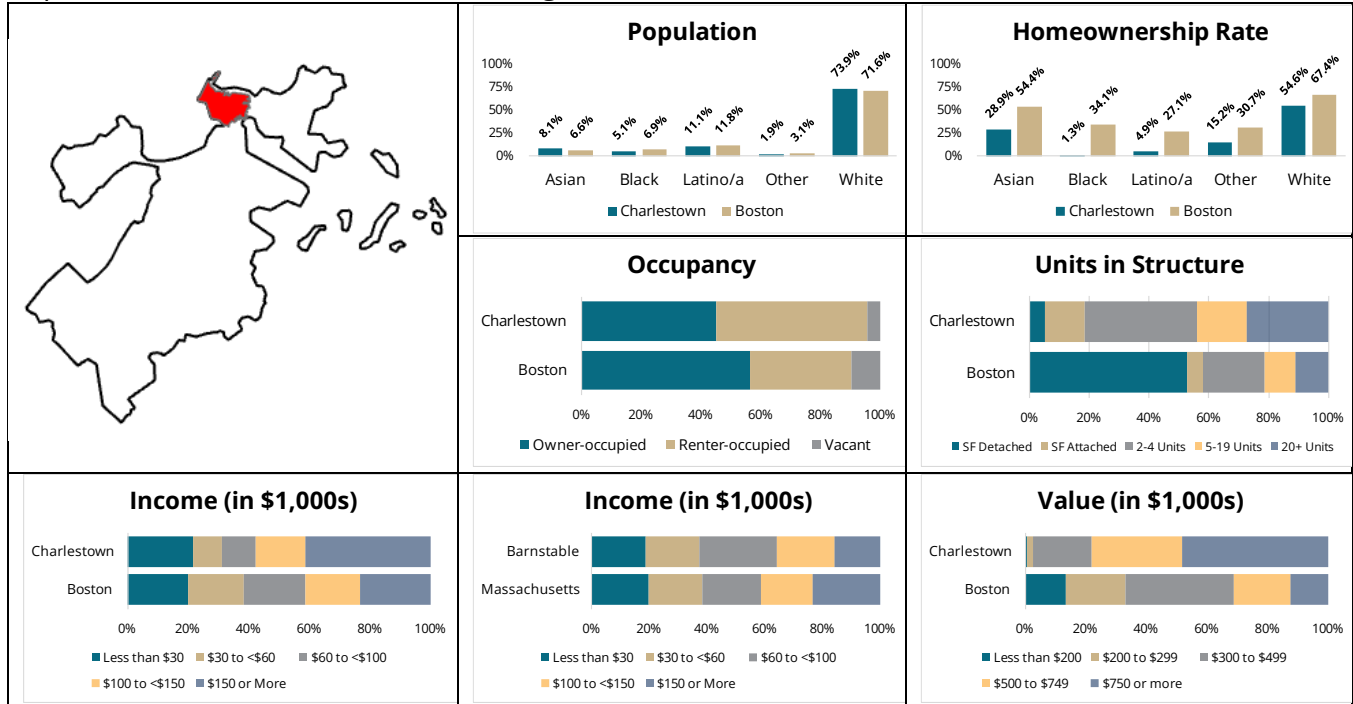 Population
100%
75%
50%
25%
0%
8.1% 6.6% 5.1% 6.9% 11.1% 11.8% 1.9% 3.1% 73.9% 71.6%
Asian Black Latino/a Other White
Charlestown Boston
Homeownership Rate
100%
75%
50%
25%
0%
28.9% 54.4% 1.3% 34.1% 4.9% 27.1% 15.2% 30.7% 54.6% 67.4%
Asian Black Latino/a Other White
Charlestown Boston
Occupancy
Charlestown
Boston
0% 20% 40% 60% 80% 100%
Owner-occupied Renter-occupied Vacant
Units in Structure
Charlestown
Boston
0% 20% 40% 60% 80% 100%
SF Detached SF Attached 2-4 Units 5-19 Units 20+ Units
Income (in $1,000s)
Charlestown
Boston
0% 20% 40% 60% 80% 100%
Less than $30 $30 to <$60 $60 to <$100
$100 to <$150 $150 or More
Income (in $1,000s)
Barnstable
Massachusetts
0% 20% 40% 60% 80% 100%
Less than $30 $30 to <$60 $60 to <$100
$100 to <$150 $150 or More
Value (in $1,000s)
Charlestown
Boston
0% 20% 40% 60% 80% 100%
Less than $200 $200 to $299 $300 to $499
$500 to $749 $750 or more